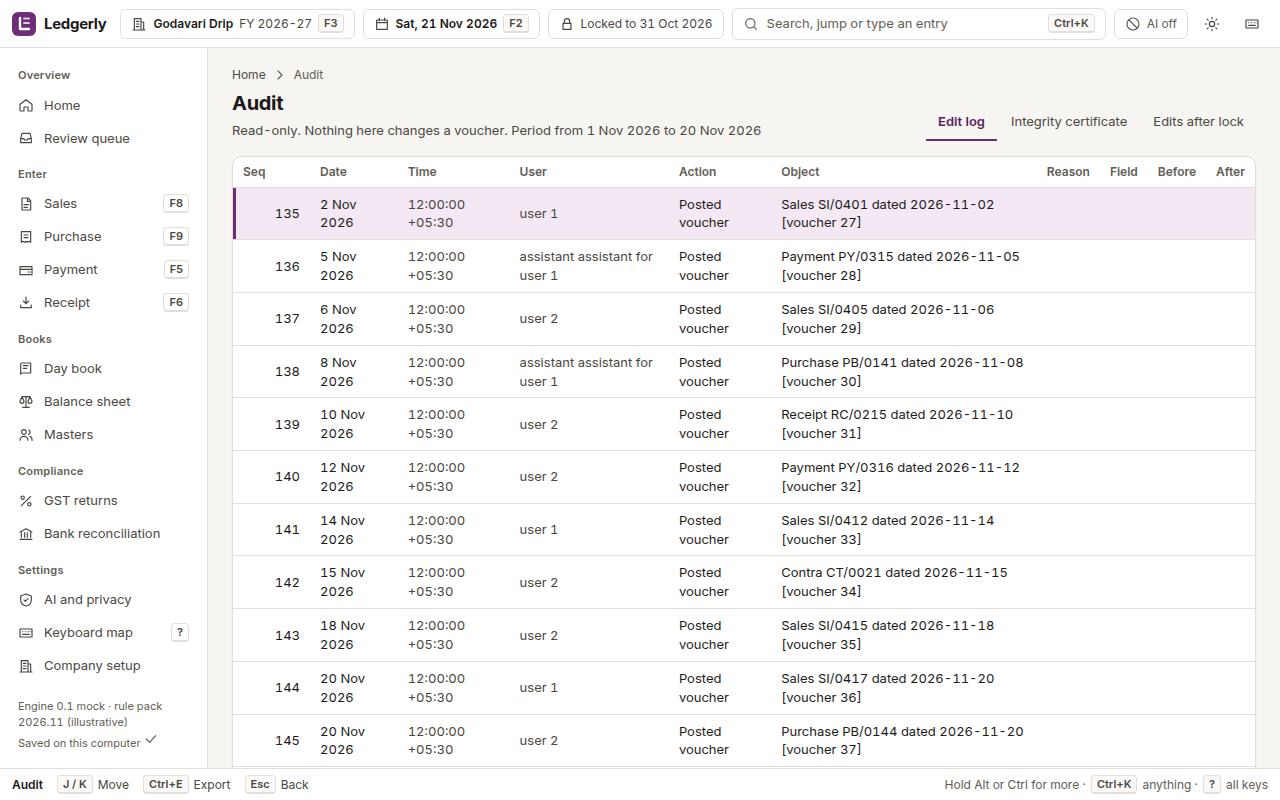 Ledgerly
Godavari Drip FY 2026-27 F3
Sat, 21 Nov 2026 F2
Locked to 31 Oct 2026
Search, jump or type an entry Ctrl+K
AI off
Overview
Home
Review queue
Enter
Sales F8
Purchase F9
Payment F5
Receipt F6
Books
Day book
Balance sheet
Masters
Compliance
GST returns
Bank reconciliation
Settings
AI and privacy
Keyboard map ?
Company setup
Engine 0.1 mock · rule pack
2026.11 (illustrative)
Saved on this computer
Home > Audit
Audit
Read-only. Nothing here changes a voucher. Period from 1 Nov 2026 to 20 Nov 2026
Edit log Integrity certificate Edits after lock
Seq Date Time User Action Object Reason Field Before After
135 2 Nov 2026 12:00:00 +05:30 user 1 Posted voucher Sales SI/0401 dated 2026-11-02 [voucher 27]
136 5 Nov 2026 12:00:00 +05:30 assistant assistant for user 1 Posted voucher Payment PY/0315 dated 2026-11-05 [voucher 28]
137 6 Nov 2026 12:00:00 +05:30 user 2 Posted voucher Sales SI/0405 dated 2026-11-06 [voucher 29]
138 8 Nov 2026 12:00:00 +05:30 assistant assistant for user 1 Posted voucher Purchase PB/0141 dated 2026-11-08 [voucher 30]
139 10 Nov 2026 12:00:00 +05:30 user 2 Posted voucher Receipt RC/0215 dated 2026-11-10 [voucher 31]
140 12 Nov 2026 12:00:00 +05:30 user 2 Posted voucher Payment PY/0316 dated 2026-11-12 [voucher 32]
141 14 Nov 2026 12:00:00 +05:30 user 1 Posted voucher Sales SI/0412 dated 2026-11-14 [voucher 33]
142 15 Nov 2026 12:00:00 +05:30 user 2 Posted voucher Contra CT/0021 dated 2026-11-15 [voucher 34]
143 18 Nov 2026 12:00:00 +05:30 user 2 Posted voucher Sales SI/0415 dated 2026-11-18 [voucher 35]
144 20 Nov 2026 12:00:00 +05:30 user 1 Posted voucher Sales SI/0417 dated 2026-11-20 [voucher 36]
145 20 Nov 2026 12:00:00 +05:30 user 2 Posted voucher Purchase PB/0144 dated 2026-11-20 [voucher 37]
Audit J / K Move Ctrl+E Export Esc Back
Hold Alt or Ctrl for more · Ctrl+K anything · ? all keys